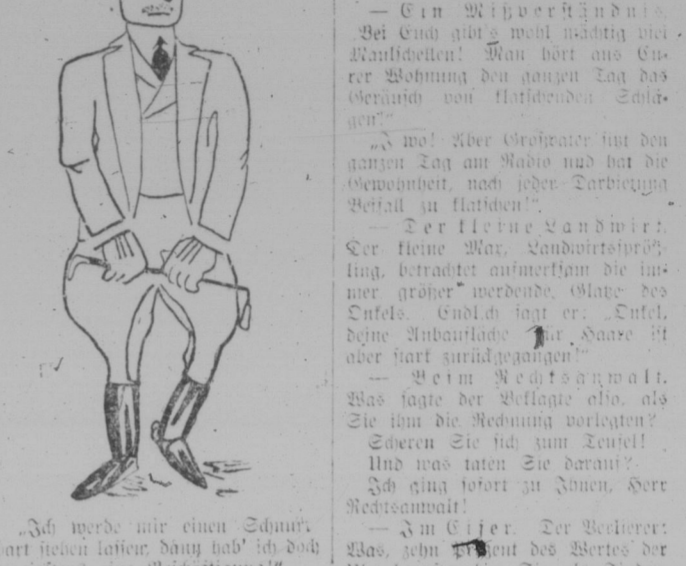 „Ich werde mir einen Schnurr-
bart stehen lassen, dann hab' ich doch
— Ein Mißverständnis.
„Bei Euch gibt's wohl mächtig viel
Maulschellen! Man hört aus Eu-
rer Wohnung den ganzen Tag das
Geräusch von klatschenden Schlä-
gen?"
„I wo! Aber Großvater sitzt den
ganzen Tag am Radio und hat die
Gewohnheit, nach jeder Darbietung
Beifall zu klatschen!"
— Der kleine Landwirt.
Der kleine Max, Landwirtsspröß-
ling, betrachtet aufmerksam die im-
mer größer werdende Glatze des
Onkels. Endlich sagt er: „Onkel,
deine Anbaufläche für Haare ist
aber stark zurückgegangen!"
— Beim Rechtsanwalt.
Was sagte der Beklagte also, als
Sie ihm die Rechnung vorlegten?
Scheren Sie sich zum Teufel!
Und was taten Sie darauf?
Ich ging sofort zu Ihnen, Herr
Rechtsanwalt!
— Im Eifer. Der Verlierer:
Was, zehn Prozent des Wertes der